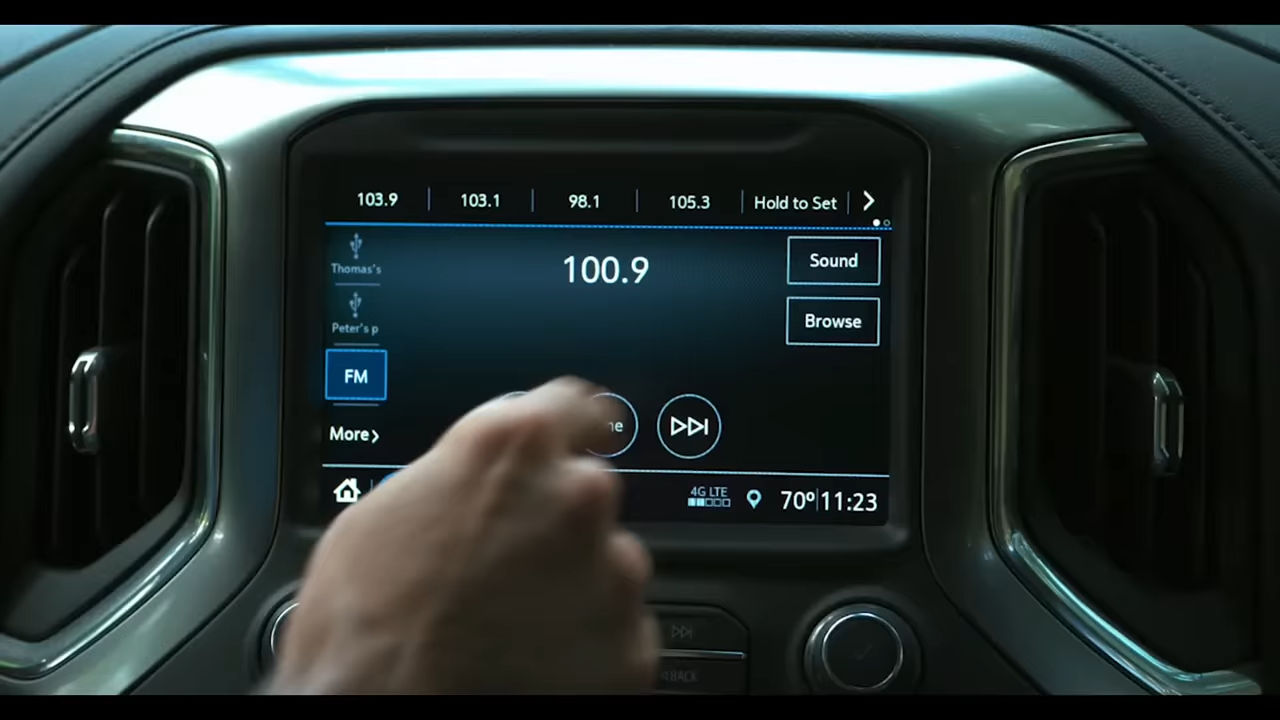 103.9 103.1 98.1 105.3 Hold to Set
Thomas's
100.9
Sound
Peter's p
Browse
FM
More
4G LTE
70° 11:23
BACK